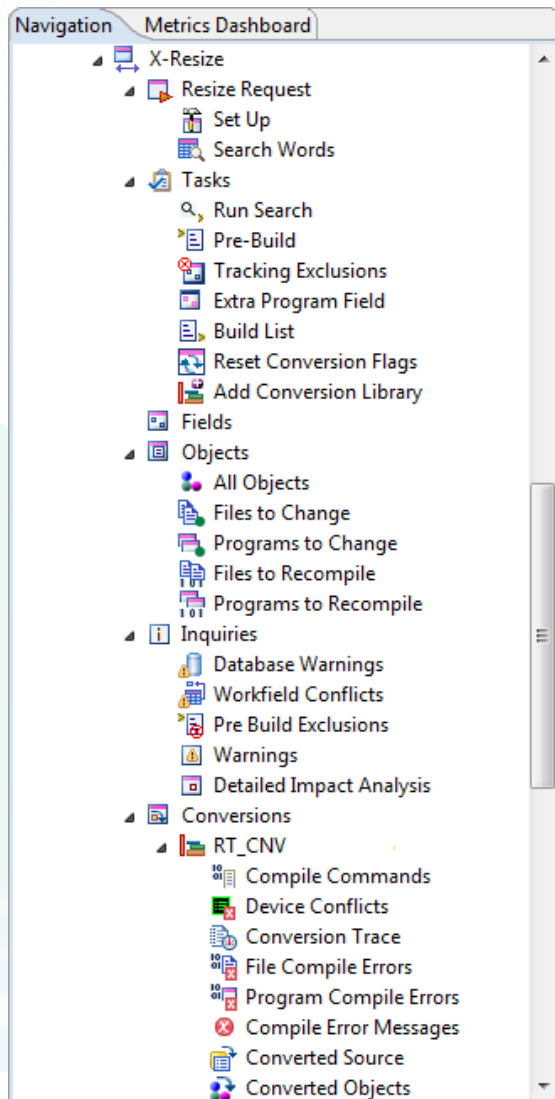 Navigation Metrics Dashboard
X-Resize
Resize Request
Set Up
Search Words
Tasks
Run Search
Pre-Build
Tracking Exclusions
Extra Program Field
Build List
Reset Conversion Flags
Add Conversion Library
Fields
Objects
All Objects
Files to Change
Programs to Change
Files to Recompile
Programs to Recompile
Inquiries
Database Warnings
Workfield Conflicts
Pre Build Exclusions
Warnings
Detailed Impact Analysis
Conversions
RT_CNV
Compile Commands
Device Conflicts
Conversion Trace
File Compile Errors
Program Compile Errors
Compile Error Messages
Converted Source
Converted Objects